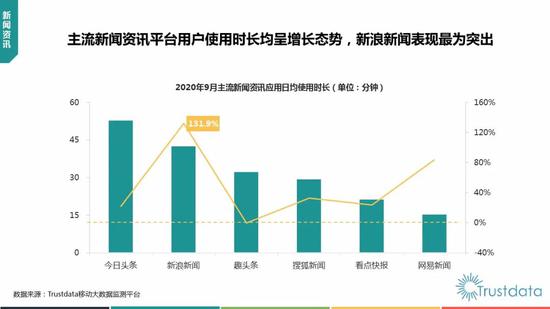 新闻资讯
主流新闻资讯平台用户使用时长均呈增长态势，新浪新闻表现最为突出
2020年9月主流新闻资讯应用日均使用时长（单位：分钟）
60
45
30
15
0
131.9%
160%
120%
80%
40%
0%
-40%
今日头条 新浪新闻 趣头条 搜狐新闻 看点快报 网易新闻
数据来源：Trustdata移动大数据监测平台
Trustdata